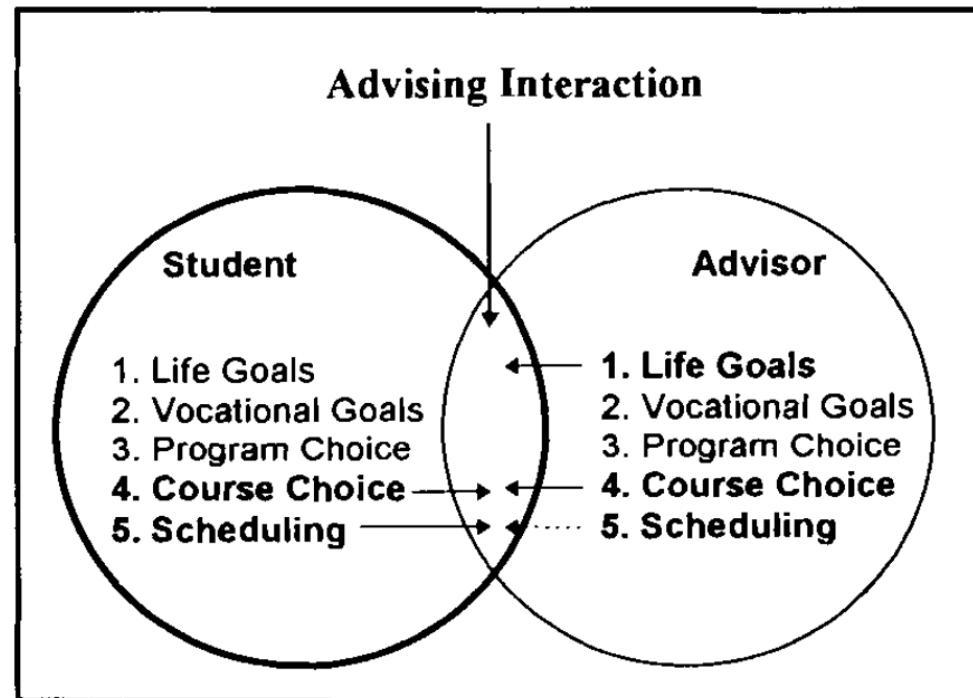 Advising Interaction
Student
1. Life Goals
2. Vocational Goals
3. Program Choice
4. Course Choice
5. Scheduling
Advisor
1. Life Goals
2. Vocational Goals
3. Program Choice
4. Course Choice
5. Scheduling